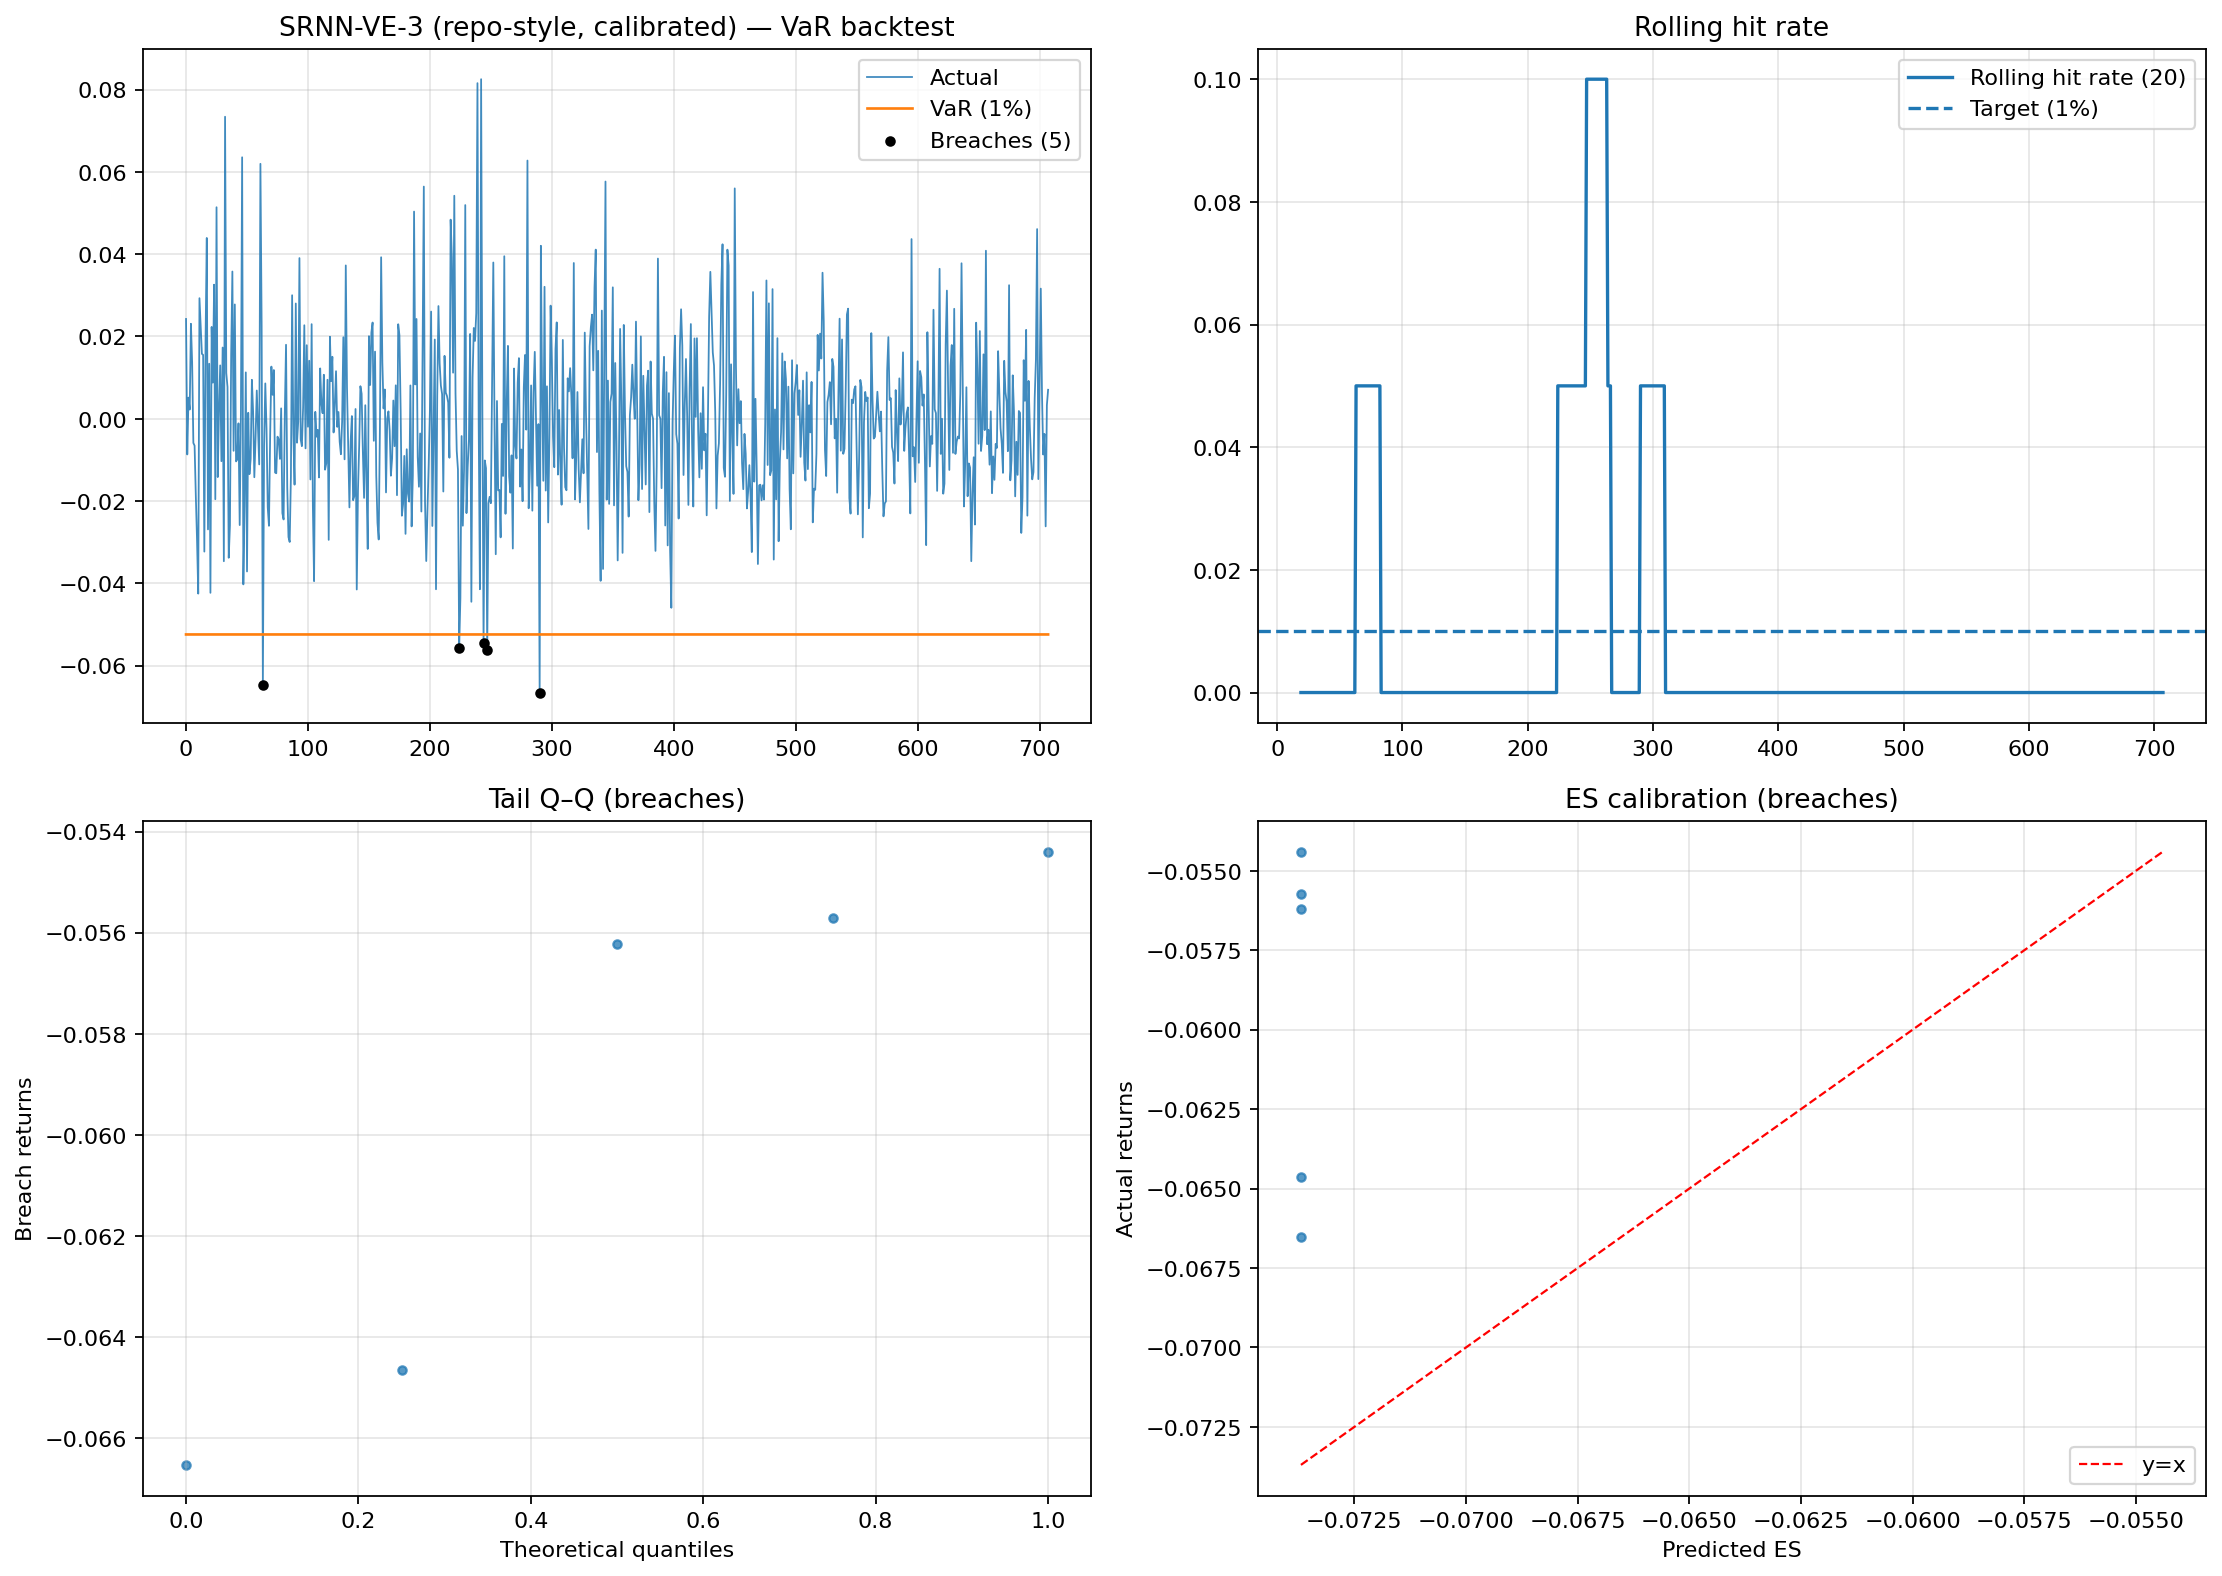 SRNN-VE-3 (repo-style, calibrated) — VaR backtest
Actual
VaR (1%)
Breaches (5)
0.08
0.06
0.04
0.02
0.00
−0.02
−0.04
−0.06
0 100 200 300 400 500 600 700
Rolling hit rate
Rolling hit rate (20)
Target (1%)
0.10
0.08
0.06
0.04
0.02
0.00
0 100 200 300 400 500 600 700
Tail Q–Q (breaches)
Breach returns
−0.054
−0.056
−0.058
−0.060
−0.062
−0.064
−0.066
0.0 0.2 0.4 0.6 0.8 1.0
Theoretical quantiles
ES calibration (breaches)
Actual returns
−0.0550
−0.0575
−0.0600
−0.0625
−0.0650
−0.0675
−0.0700
−0.0725
y=x
−0.0725 −0.0700 −0.0675 −0.0650 −0.0625 −0.0600 −0.0575 −0.0550
Predicted ES